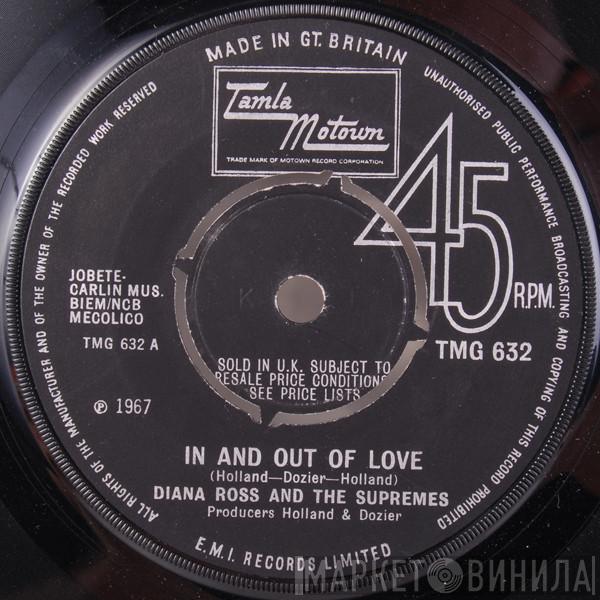 MADE IN GT. BRITAIN
UNAUTHORISED PUBLIC PERFORMANCE BROADCASTING AND COPYING OF THIS RECORD PROHIBITED
ALL RIGHTS OF THE MANUFACTURER AND OF THE OWNER OF THE RECORDED WORK RESERVED
Tamla
Motown
TRADE MARK OF MOTOWN RECORD CORPORATION
45
R.P.M.
JOBETE-
CARLIN MUS.
BIEM/NCB
MECOLICO
TMG 632 A
TMG 632
SOLD IN U.K. SUBJECT TO
RESALE PRICE CONDITIONS
SEE PRICE LISTS
℗ 1967
IN AND OUT OF LOVE
(Holland—Dozier—Holland)
DIANA ROSS AND THE SUPREMES
Producers Holland & Dozier
E.M.I. RECORDS LIMITED
МАРКЕТ ВИНИЛА